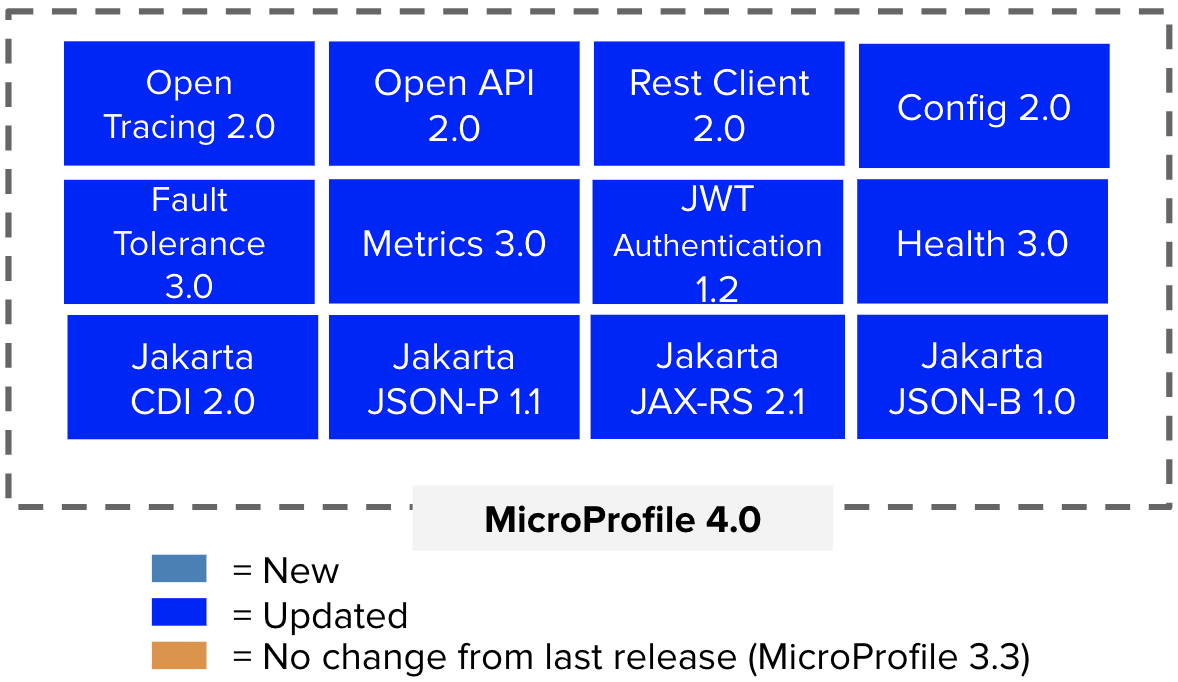 Open
Tracing 2.0
Open API
2.0
Rest Client
2.0
Config 2.0
Fault
Tolerance
3.0
Metrics 3.0
JWT
Authentication
1.2
Health 3.0
Jakarta
CDI 2.0
Jakarta
JSON-P 1.1
Jakarta
JAX-RS 2.1
Jakarta
JSON-B 1.0
MicroProfile 4.0
= New
= Updated
= No change from last release (MicroProfile 3.3)